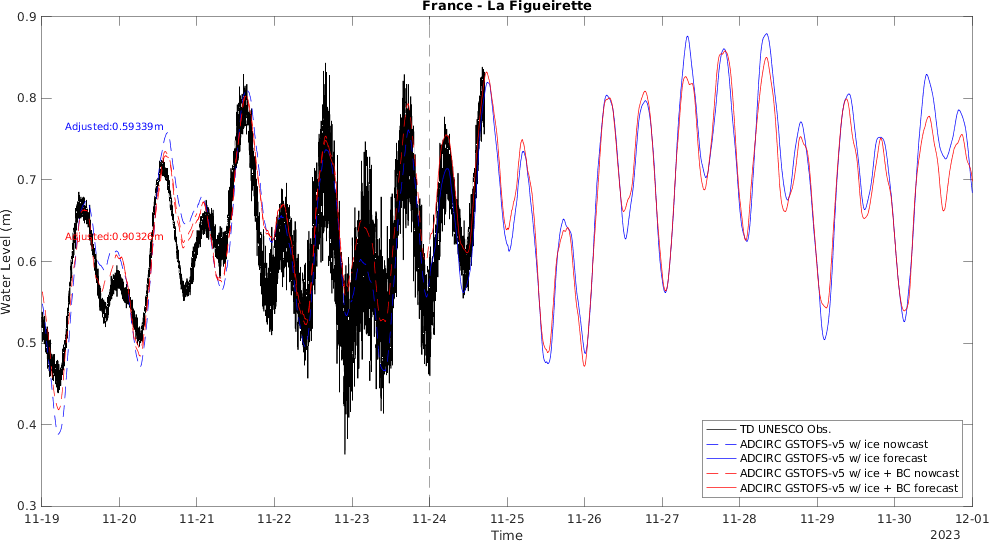 France - La Figueirette
0.9
0.8
0.7
0.6
0.5
0.4
0.3
Water Level (m)
Adjusted:0.59339m
Adjusted:0.90326m
TD UNESCO Obs.
ADCIRC GSTOFS-v5 w/ ice nowcast
ADCIRC GSTOFS-v5 w/ ice forecast
ADCIRC GSTOFS-v5 w/ ice + BC nowcast
ADCIRC GSTOFS-v5 w/ ice + BC forecast
11-19 11-20 11-21 11-22 11-23 11-24 11-25 11-26 11-27 11-28 11-29 11-30 12-01
Time
2023